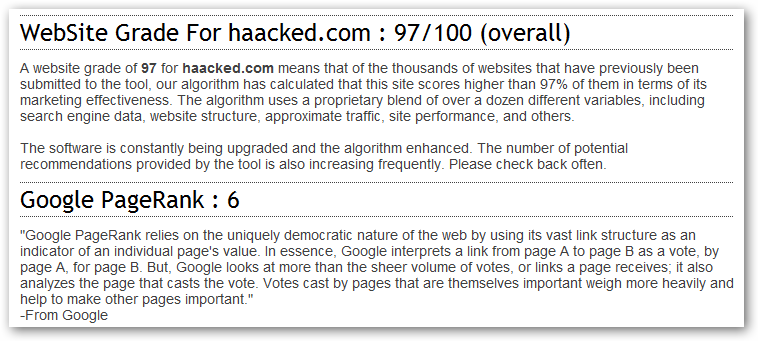 WebSite Grade For haacked.com : 97/100 (overall)
A website grade of 97 for haacked.com means that of the thousands of websites that have previously been
submitted to the tool, our algorithm has calculated that this site scores higher than 97% of them in terms of its
marketing effectiveness. The algorithm uses a proprietary blend of over a dozen different variables, including
search engine data, website structure, approximate traffic, site performance, and others.
The software is constantly being upgraded and the algorithm enhanced. The number of potential
recommendations provided by the tool is also increasing frequently. Please check back often.
Google PageRank : 6
"Google PageRank relies on the uniquely democratic nature of the web by using its vast link structure as an
indicator of an individual page's value. In essence, Google interprets a link from page A to page B as a vote, by
page A, for page B. But, Google looks at more than the sheer volume of votes, or links a page receives; it also
analyzes the page that casts the vote. Votes cast by pages that are themselves important weigh more heavily and
help to make other pages important."
-From Google